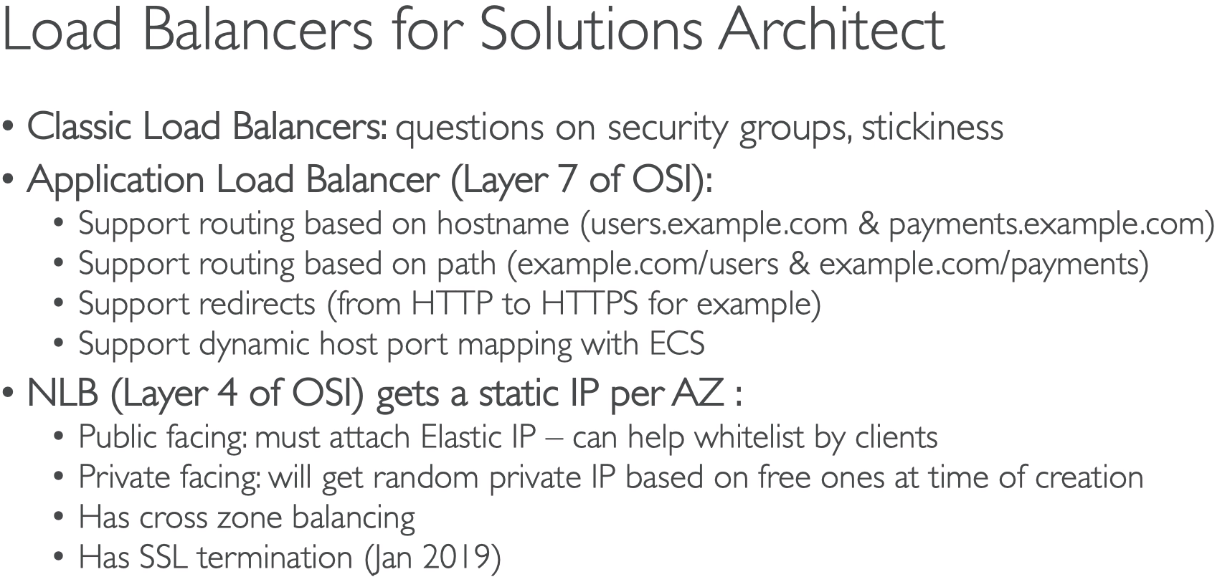 Load Balancers for Solutions Architect
• Classic Load Balancers: questions on security groups, stickiness
• Application Load Balancer (Layer 7 of OSI):
• Support routing based on hostname (users.example.com & payments.example.com)
• Support routing based on path (example.com/users & example.com/payments)
• Support redirects (from HTTP to HTTPS for example)
• Support dynamic host port mapping with ECS
• NLB (Layer 4 of OSI) gets a static IP per AZ :
• Public facing: must attach Elastic IP – can help whitelist by clients
• Private facing: will get random private IP based on free ones at time of creation
• Has cross zone balancing
• Has SSL termination (Jan 2019)